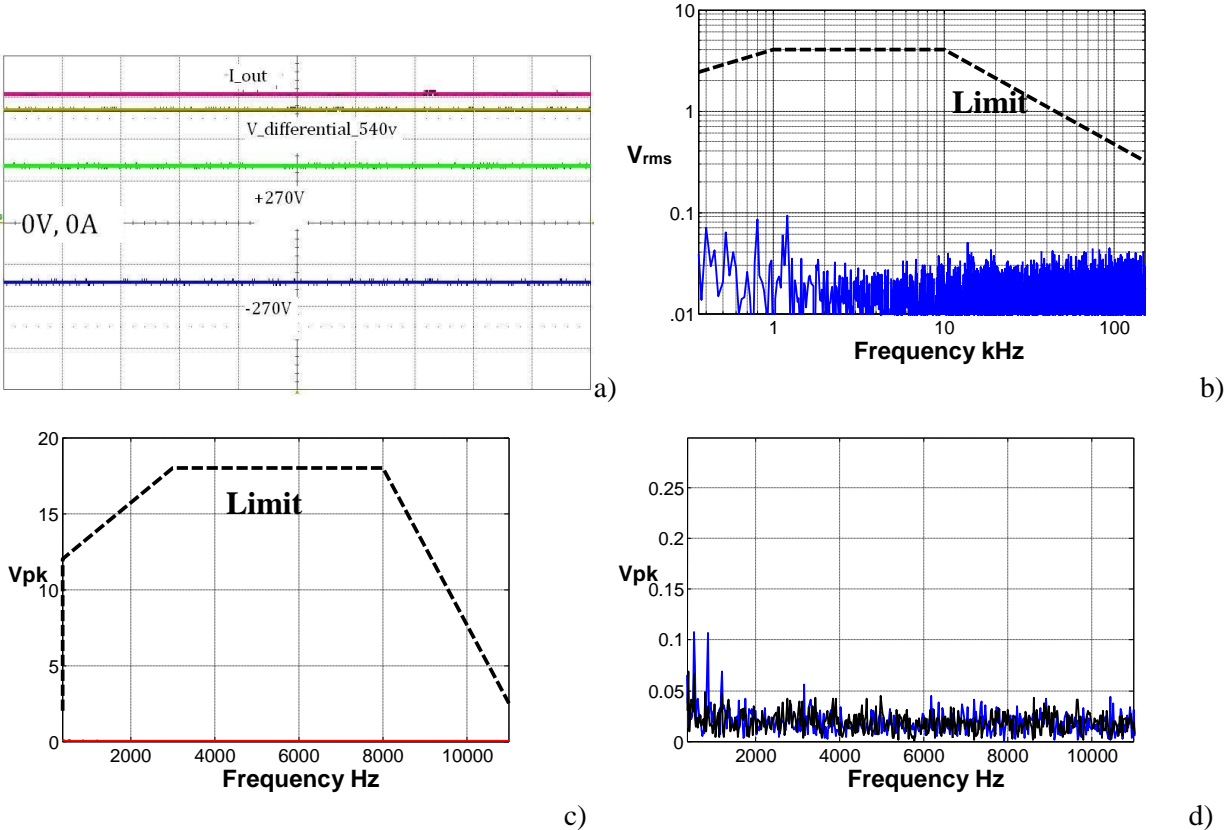 I_out
V_differential_540v
+270V
0V, 0A
-270V
a)
10
1
0.1
.01
Vrms
Limit
1 10 100
Frequency kHz
b)
20
15
10
5
0
Vpk
Limit
2000 4000 6000 8000 10000
Frequency Hz
c)
0.25
0.2
0.15
0.1
0.05
0
Vpk
2000 4000 6000 8000 10000
Frequency Hz
d)